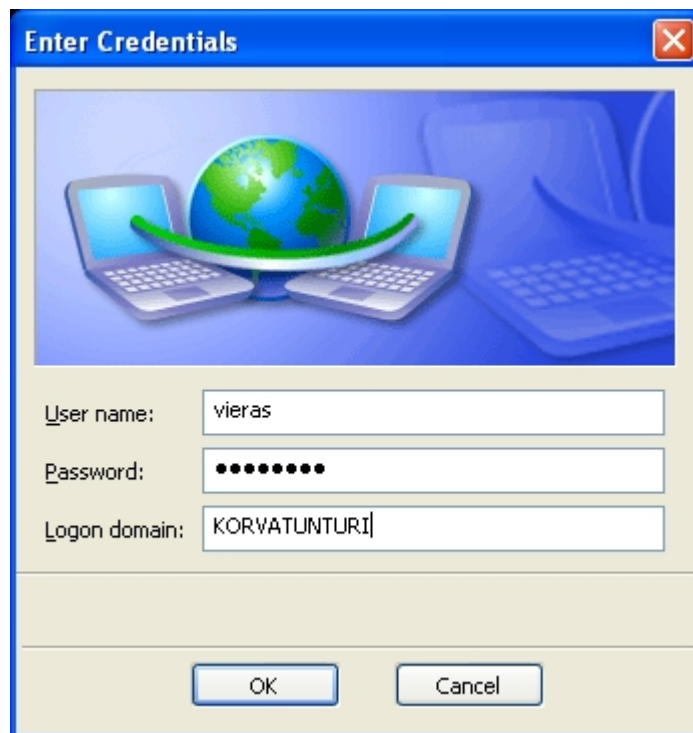 Enter Credentials
User name: vieras
Password: ●●●●●●●●
Logon domain: KORVATUNTURI
OK Cancel